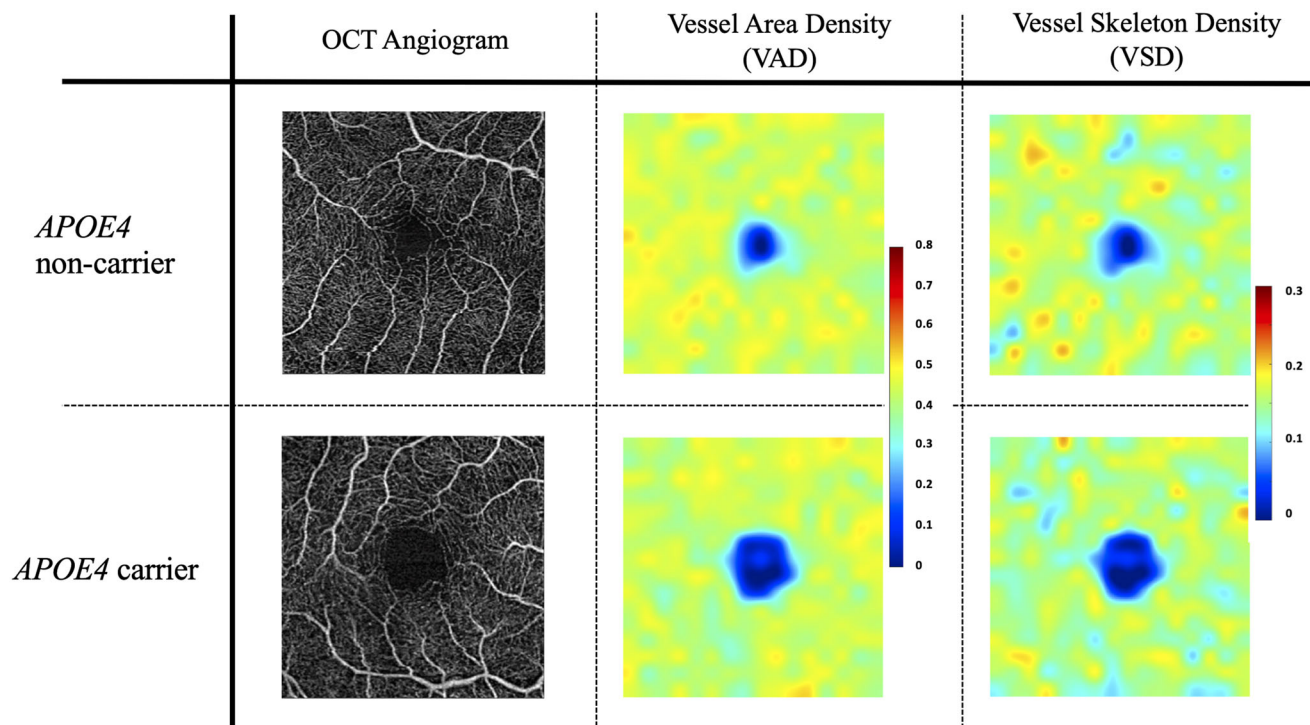 OCT Angiogram
Vessel Area Density
(VAD)
Vessel Skeleton Density
(VSD)
APOE4
non-carrier
0.8
0.7
0.6
0.5
0.4
0.3
0.2
0.1
0
0.3
0.2
0.1
0
APOE4 carrier